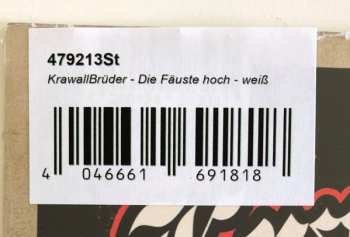 479213St
KrawallBrüder - Die Fäuste hoch - weiß
4 046661 691818